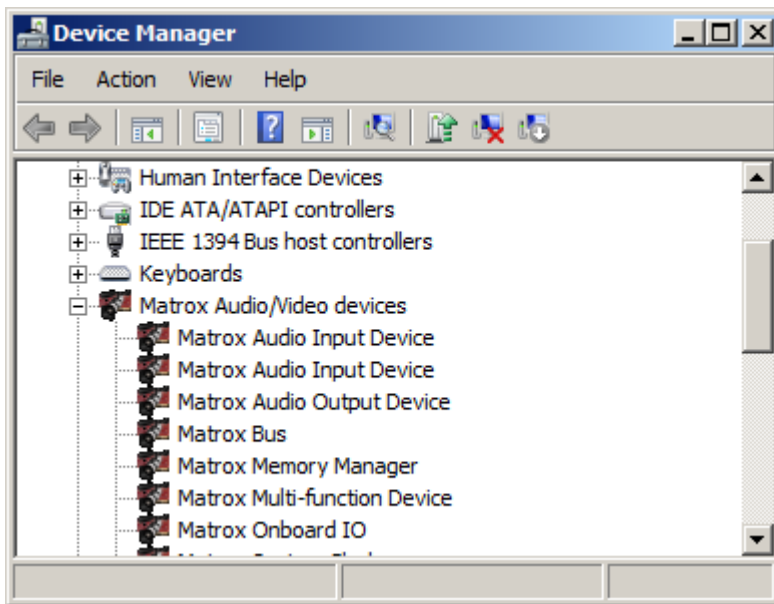 Device Manager
File Action View Help
Human Interface Devices
IDE ATA/ATAPI controllers
IEEE 1394 Bus host controllers
Keyboards
Matrox Audio/Video devices
Matrox Audio Input Device
Matrox Audio Input Device
Matrox Audio Output Device
Matrox Bus
Matrox Memory Manager
Matrox Multi-function Device
Matrox Onboard IO